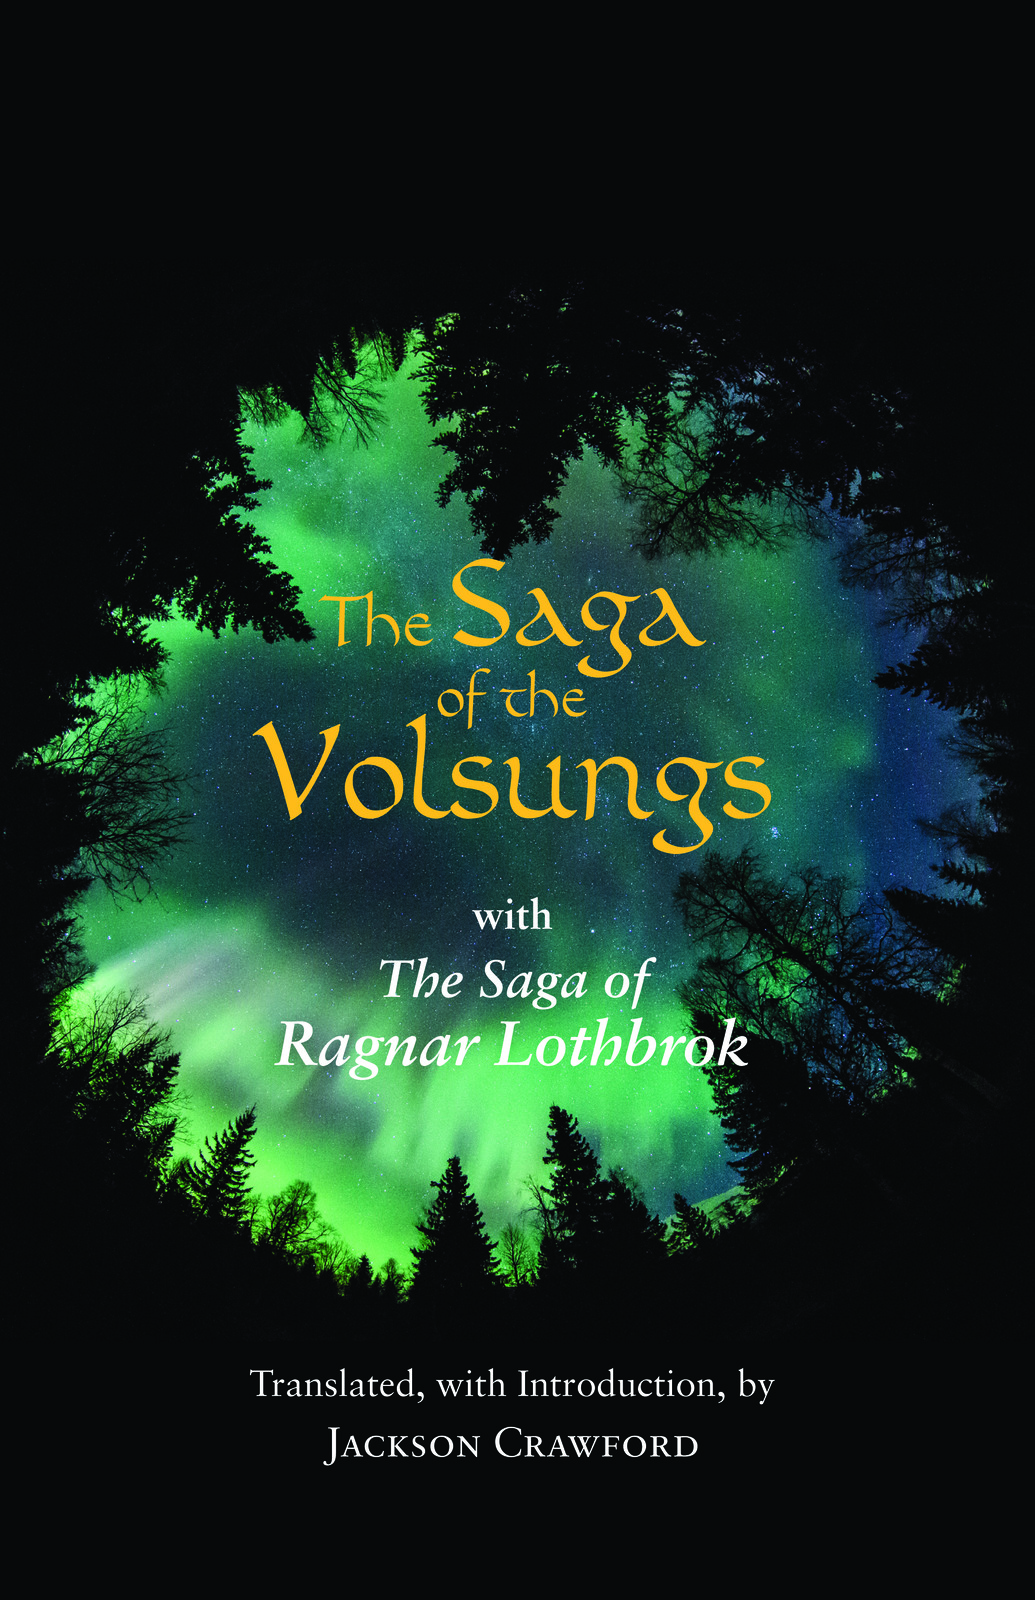 The Saga
of the
Volsungs
with
The Saga of
Ragnar Lothbrok
Translated, with Introduction, by
Jackson Crawford